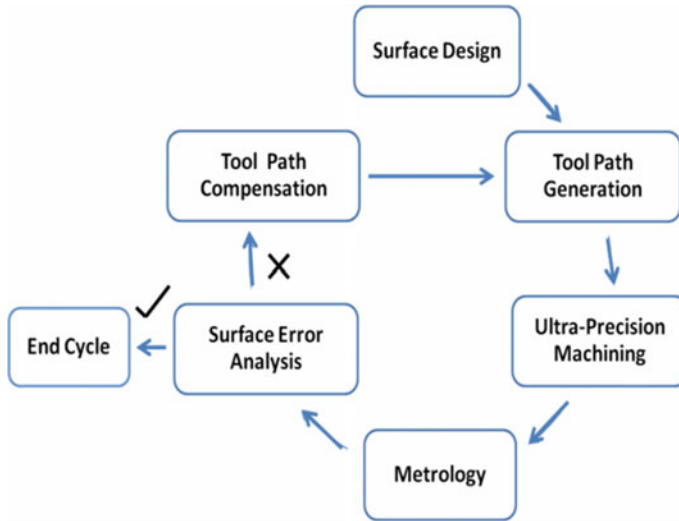 Surface Design
Tool Path
Compensation
Tool Path
Generation
End Cycle
Surface Error
Analysis
Ultra-Precision
Machining
Metrology